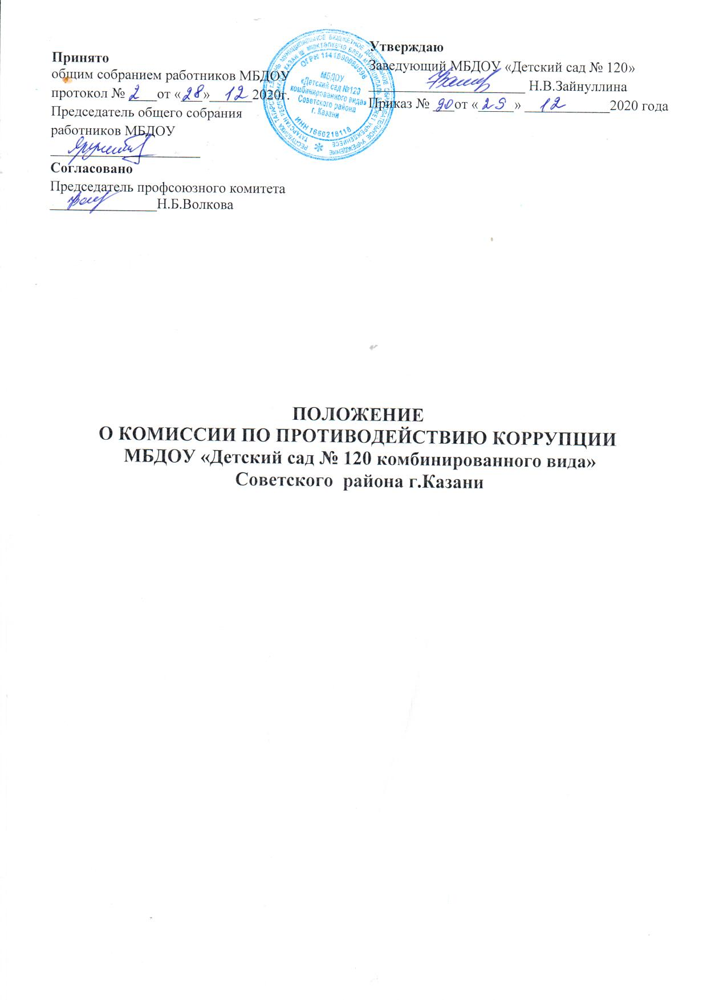 Принято
общим собранием работников МБДОУ
протокол № 2 от «28» 12 2020г.
Председатель общего собрания
работников МБДОУ
Согласовано
Председатель профсоюзного комитета
Н.Б.Волкова
Утверждаю
Заведующий МБДОУ «Детский сад № 120»
Н.В.Зайнуллина
Приказ № 90 от « 25 » 12 2020 года
МБДОУ
«Детский сад №120
комбинированного вида»
Советского района
г. Казани
ИНН 1660218118
ПОЛОЖЕНИЕ
О КОМИССИИ ПО ПРОТИВОДЕЙСТВИЮ КОРРУПЦИИ
МБДОУ «Детский сад № 120 комбинированного вида»
Советского района г.Казани